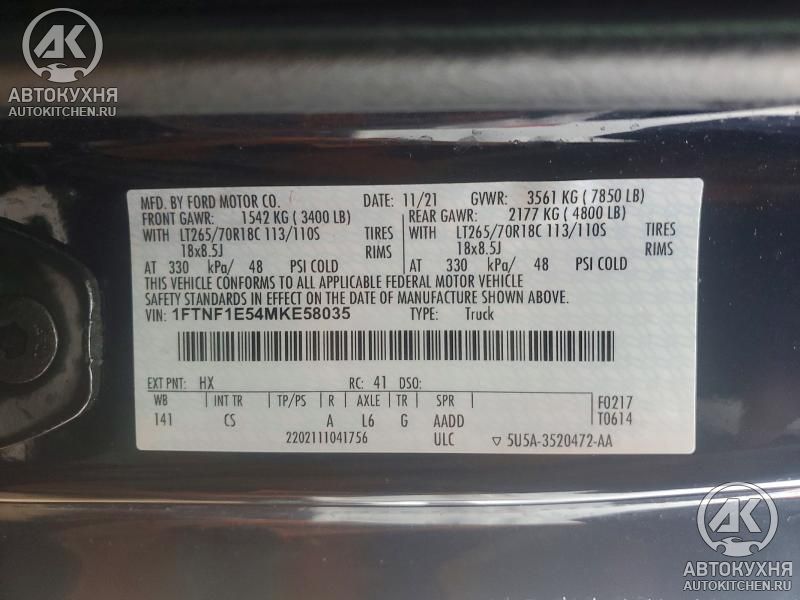 AK
АВТОКУХНЯ
AUTOKITCHEN.RU
MFD. BY FORD MOTOR CO. DATE: 11/21 GVWR: 3561 KG ( 7850 LB)
FRONT GAWR: 1542 KG ( 3400 LB) REAR GAWR: 2177 KG ( 4800 LB)
WITH LT265/70R18C 113/110S TIRES WITH LT265/70R18C 113/110S TIRES
18x8.5J RIMS 18x8.5J RIMS
AT 330 kPa/ 48 PSI COLD AT 330 kPa/ 48 PSI COLD
THIS VEHICLE CONFORMS TO ALL APPLICABLE FEDERAL MOTOR VEHICLE
SAFETY STANDARDS IN EFFECT ON THE DATE OF MANUFACTURE SHOWN ABOVE.
VIN: 1FTNF1E54MKE58035 TYPE: Truck
EXT PNT: HX RC: 41 DSO:
WB INT TR TP/PS R AXLE TR SPR F0217
141 CS A L6 G AADD T0614
2202111041756 ULC ▽ 5U5A-3520472-AA
AK
АВТОКУХНЯ
AUTOKITCHEN.RU